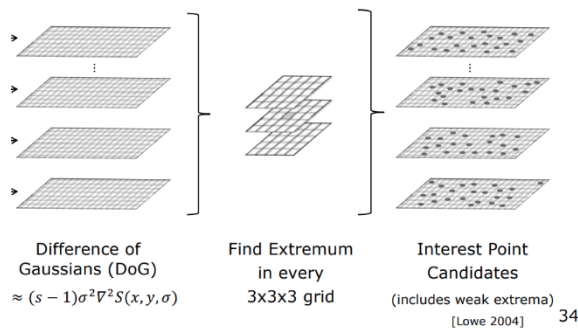 Difference of
Gaussians (DoG)
≈ (s − 1)σ²∇²S(x, y, σ)
Find Extremum
in every
3x3x3 grid
Interest Point
Candidates
(includes weak extrema)
[Lowe 2004]
34